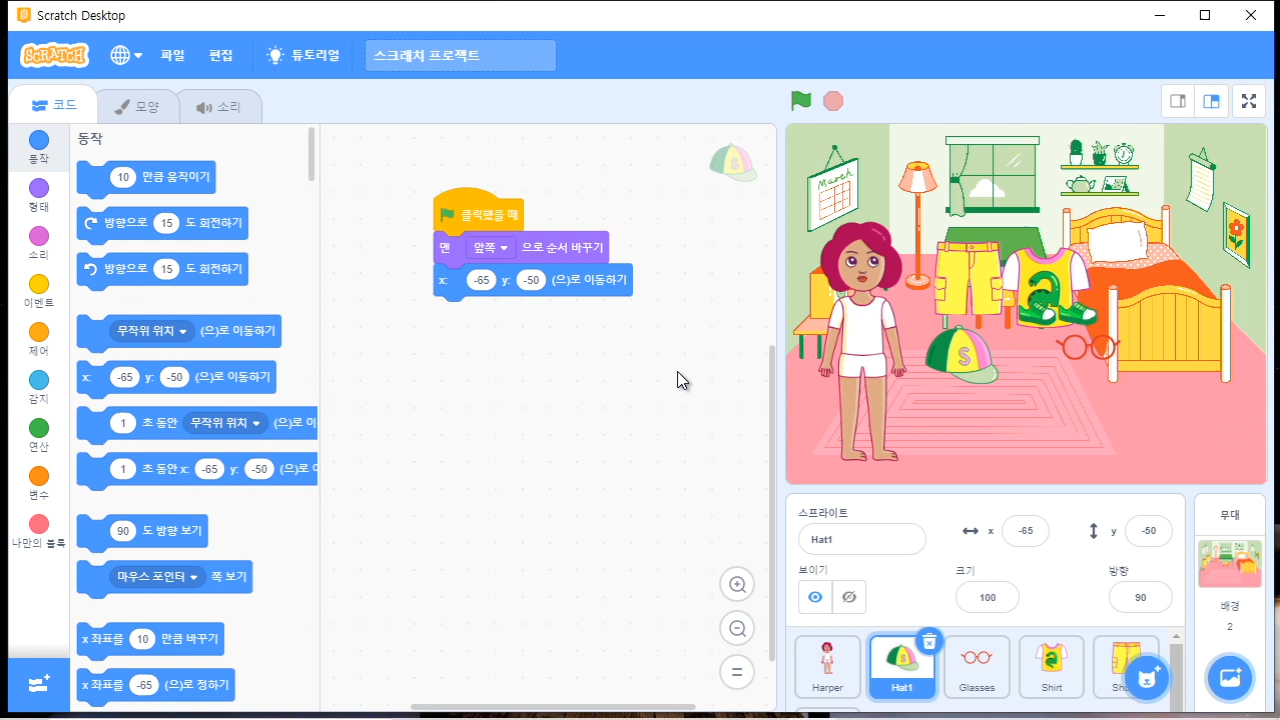 Scratch Desktop
SCRATCH 파일 편집 튜토리얼 스크래치 프로젝트
코드 모양 소리
동작
형태
소리
이벤트
제어
감지
연산
변수
나만의 블록
동작
10 만큼 움직이기
방향으로 15 도 회전하기
방향으로 15 도 회전하기
무작위 위치 (으)로 이동하기
x: -65 y: -50 (으)로 이동하기
1 초 동안 무작위 위치 (으)로 이
1 초 동안 x: -65 y: -50 (으)로
90 도 방향 보기
마우스 포인터 쪽 보기
x 좌표를 10 만큼 바꾸기
x 좌표를 -65 (으)로 정하기
클릭했을 때
맨 앞쪽 으로 순서 바꾸기
x: -65 y: -50 (으)로 이동하기
S
March
a
S
스프라이트
Hat1
x -65 y -50
보이기 크기 방향
100 90
Harper
Hat1
Glasses
Shirt
무대
배경
2